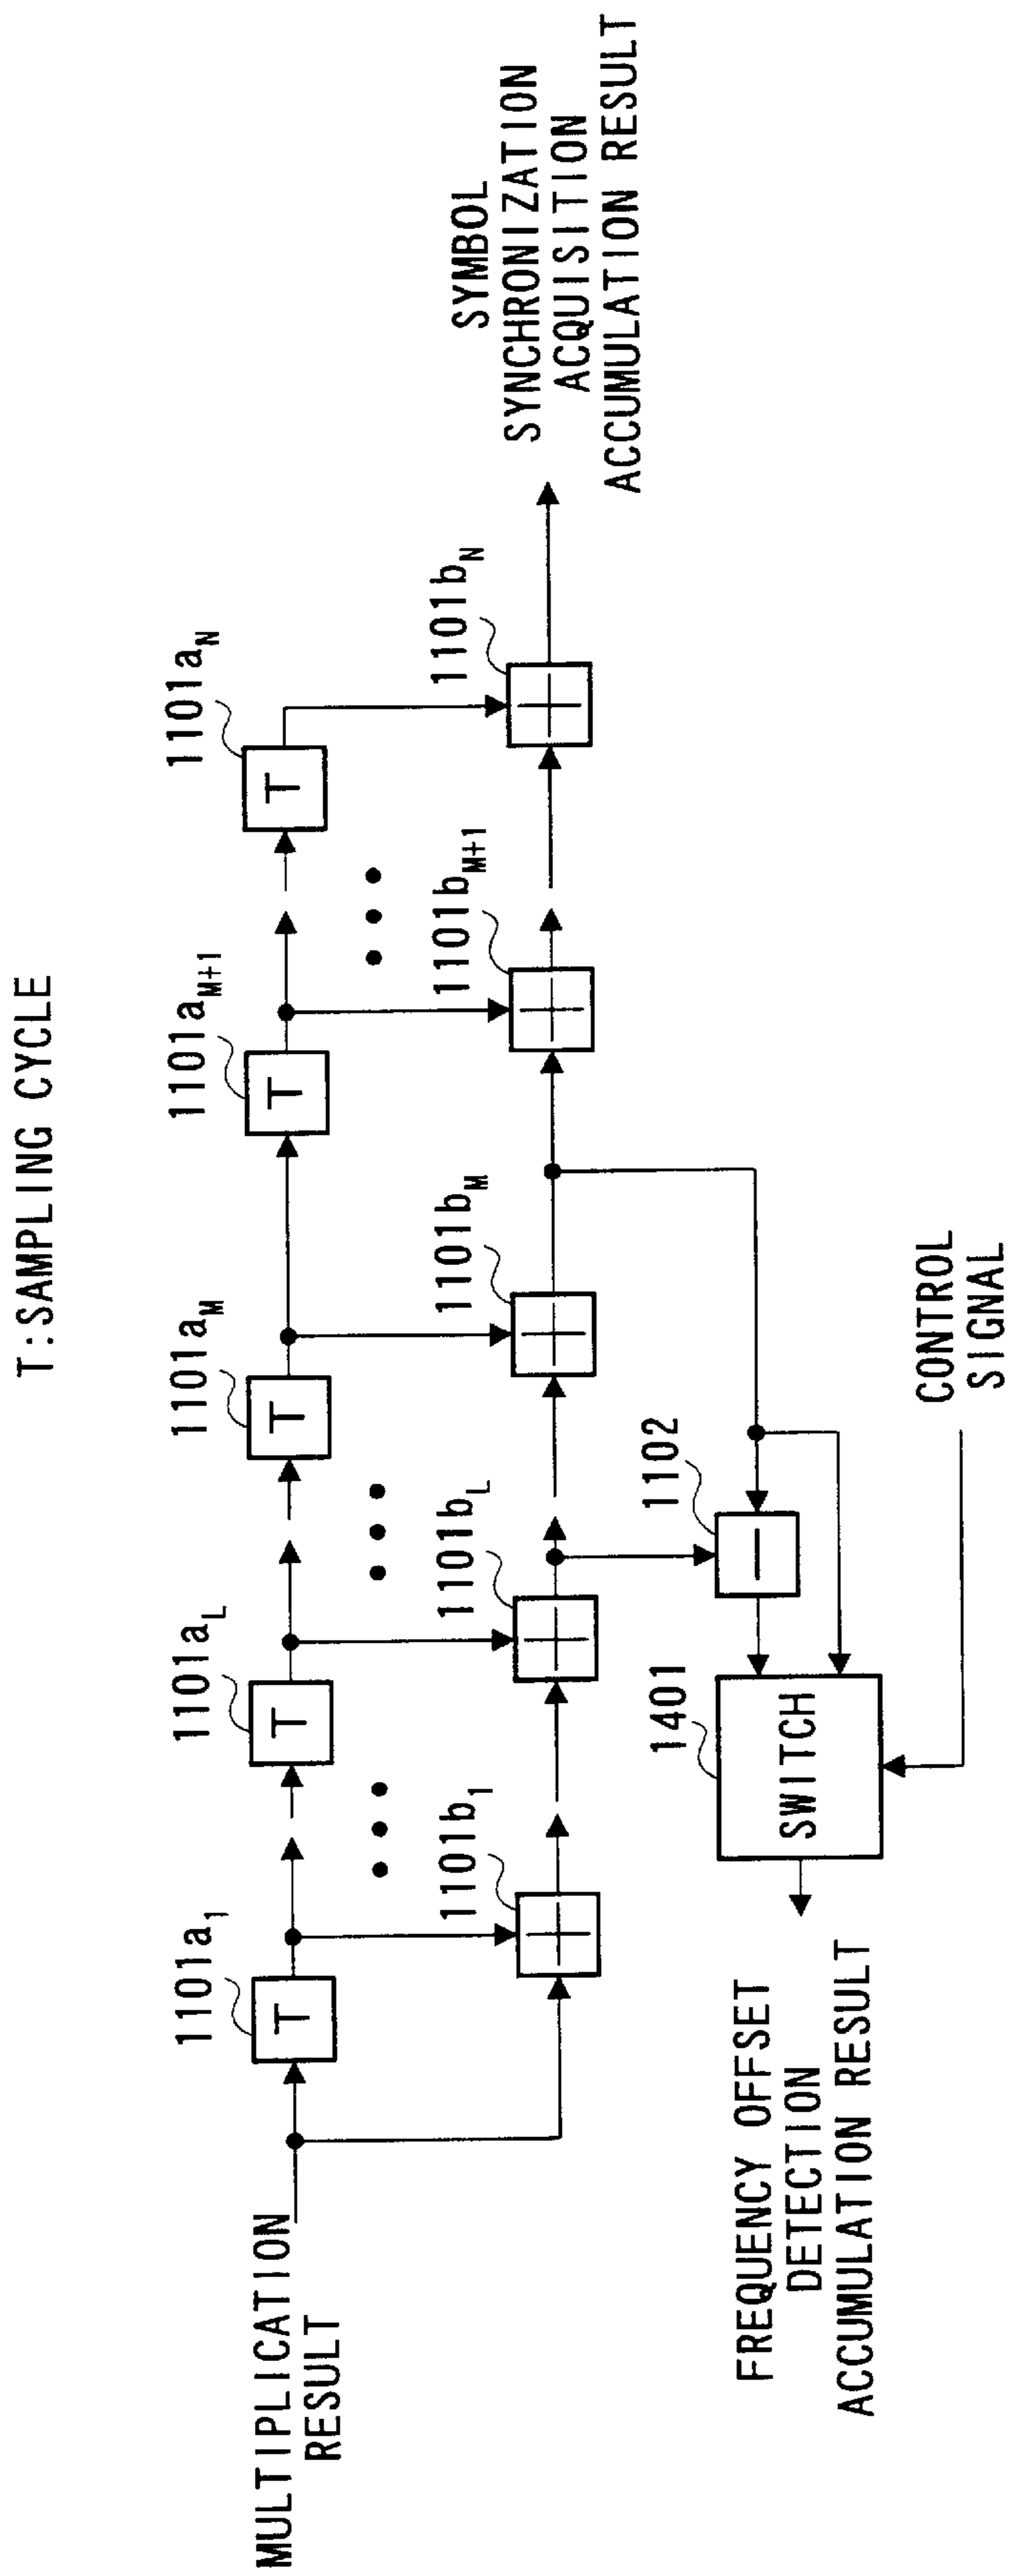 T:SAMPLING CYCLE
MULTIPLICATION
RESULT
1101a1
T
1101aL
T
1101aM
T
1101aM+1
T
1101aN
T
1101b1
1101bL
1101bM
1101bM+1
1101bN
SYMBOL
SYNCHRONIZATION
ACQUISITION
ACCUMULATION RESULT
1401
SWITCH
1102
FREQUENCY OFFSET
DETECTION
ACCUMULATION RESULT
CONTROL
SIGNAL